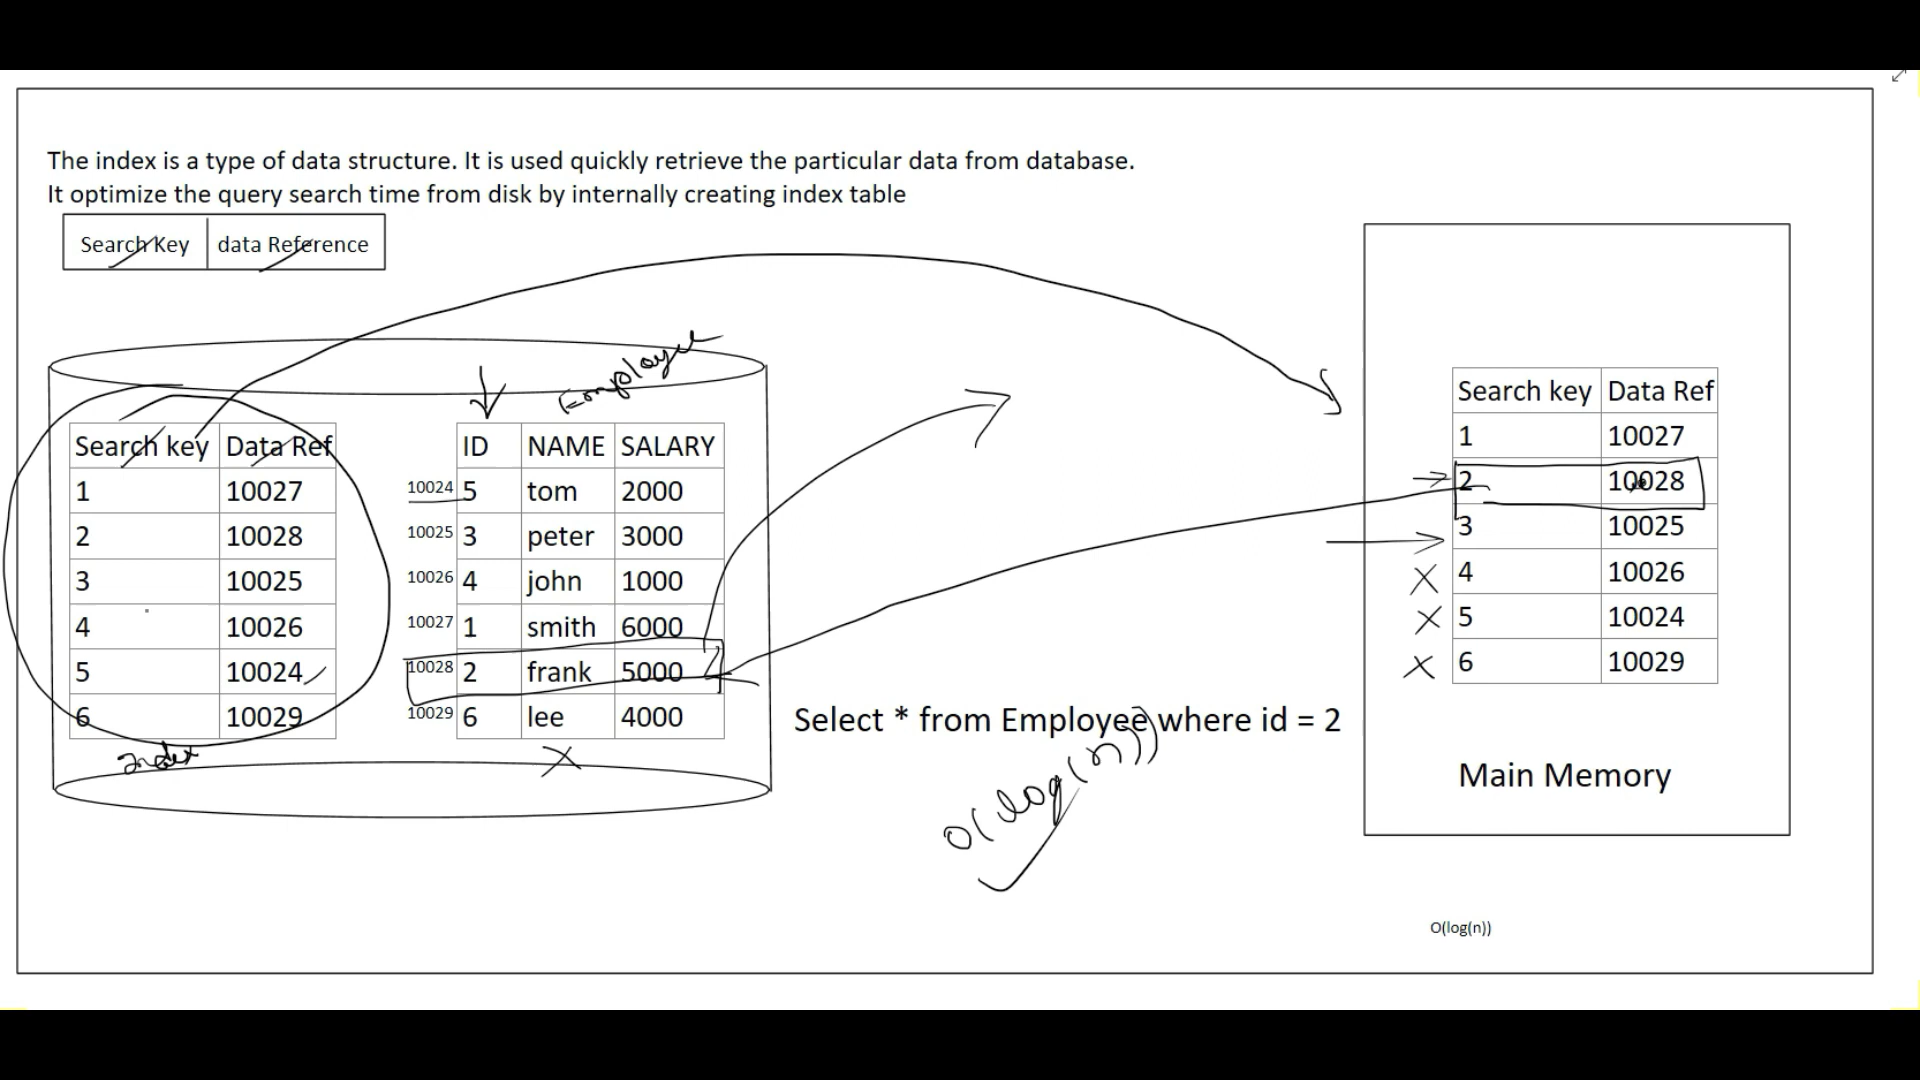 The index is a type of data structure. It is used quickly retrieve the particular data from database.
It optimize the query search time from disk by internally creating index table
Search Key data Reference
Employee
Search key Data Ref
1 10027
2 10028
3 10025
4 10026
5 10024
6 10029
Index
ID NAME SALARY
10024 5 tom 2000
10025 3 peter 3000
10026 4 john 1000
10027 1 smith 6000
10028 2 frank 5000
10029 6 lee 4000
Select * from Employee where id = 2
O(log(n))
Search key Data Ref
1 10027
2 10028
3 10025
4 10026
5 10024
6 10029
Main Memory
O(log(n))